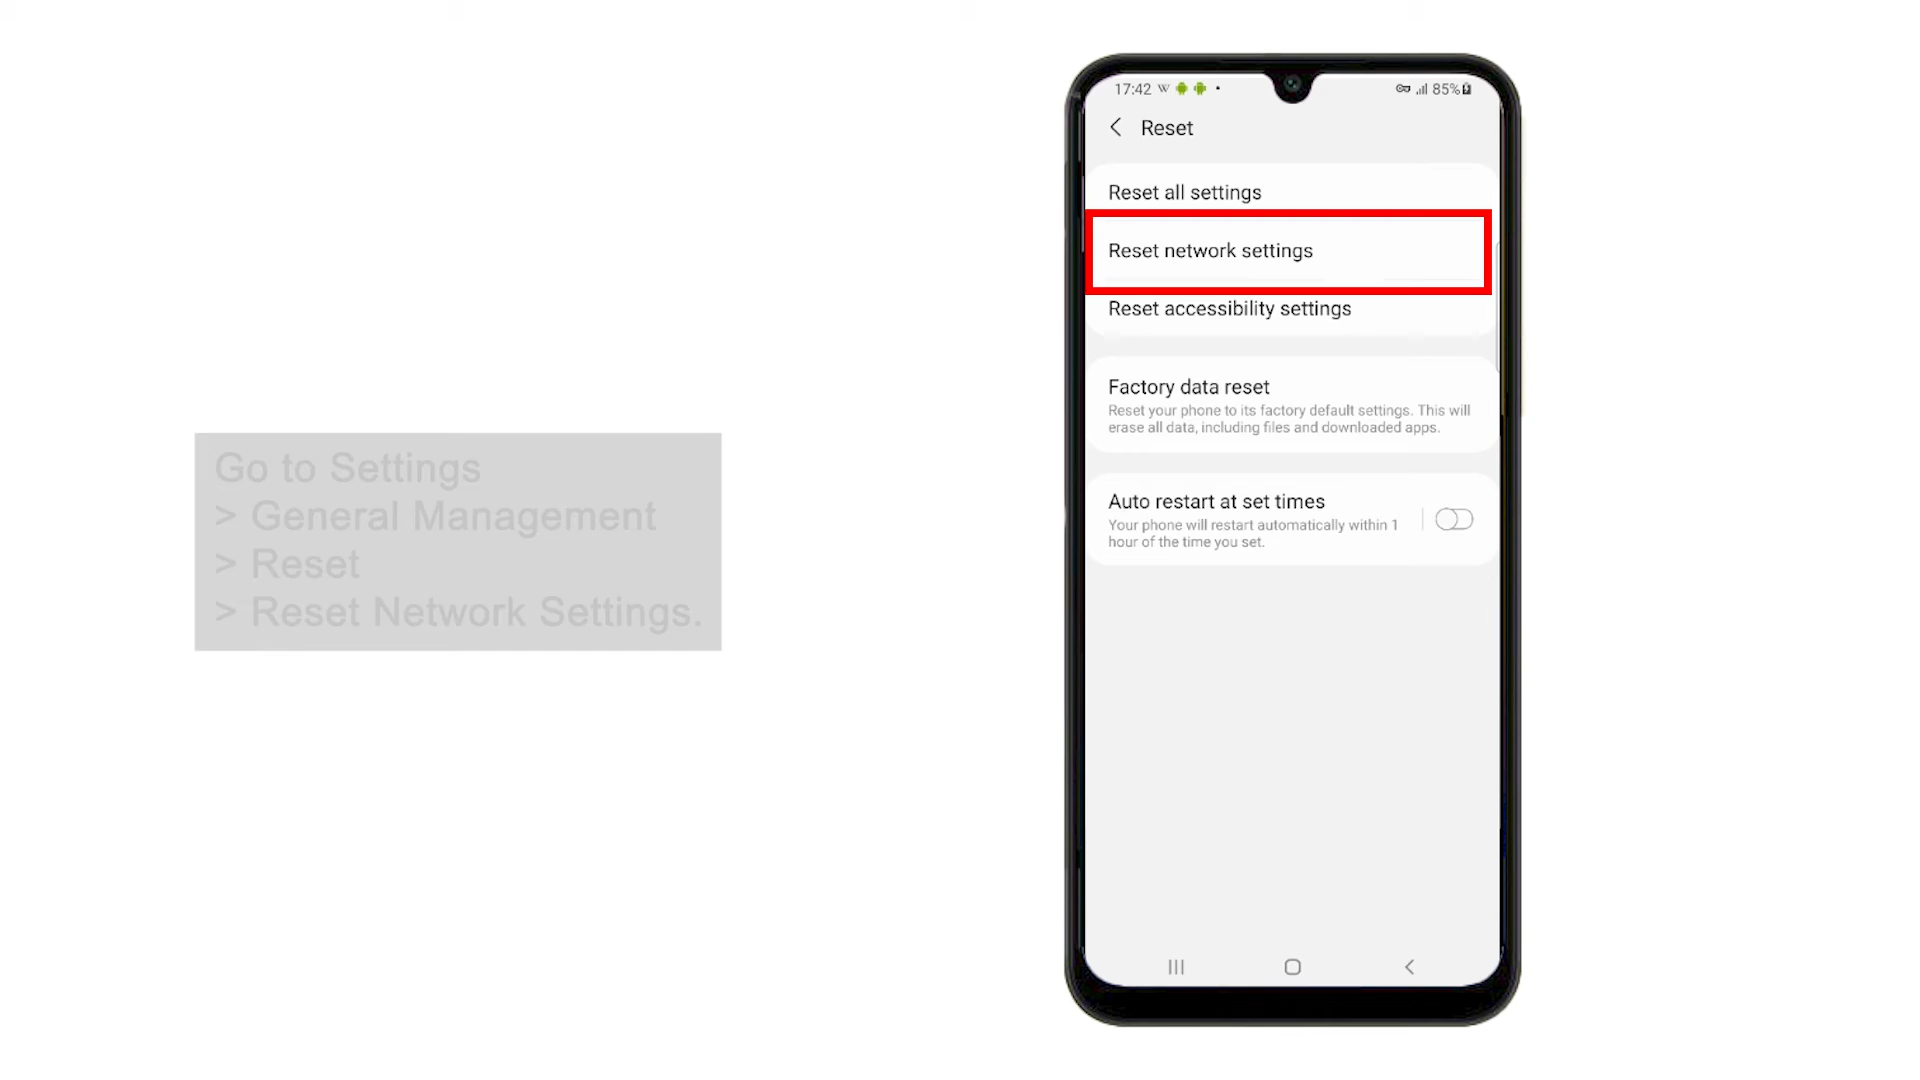 Go to Settings
> General Management
> Reset
> Reset Network Settings.
17:42 W
85%
Reset
Reset all settings
Reset network settings
Reset accessibility settings
Factory data reset
Reset your phone to its factory default settings. This will
erase all data, including files and downloaded apps.
Auto restart at set times
Your phone will restart automatically within 1
hour of the time you set.